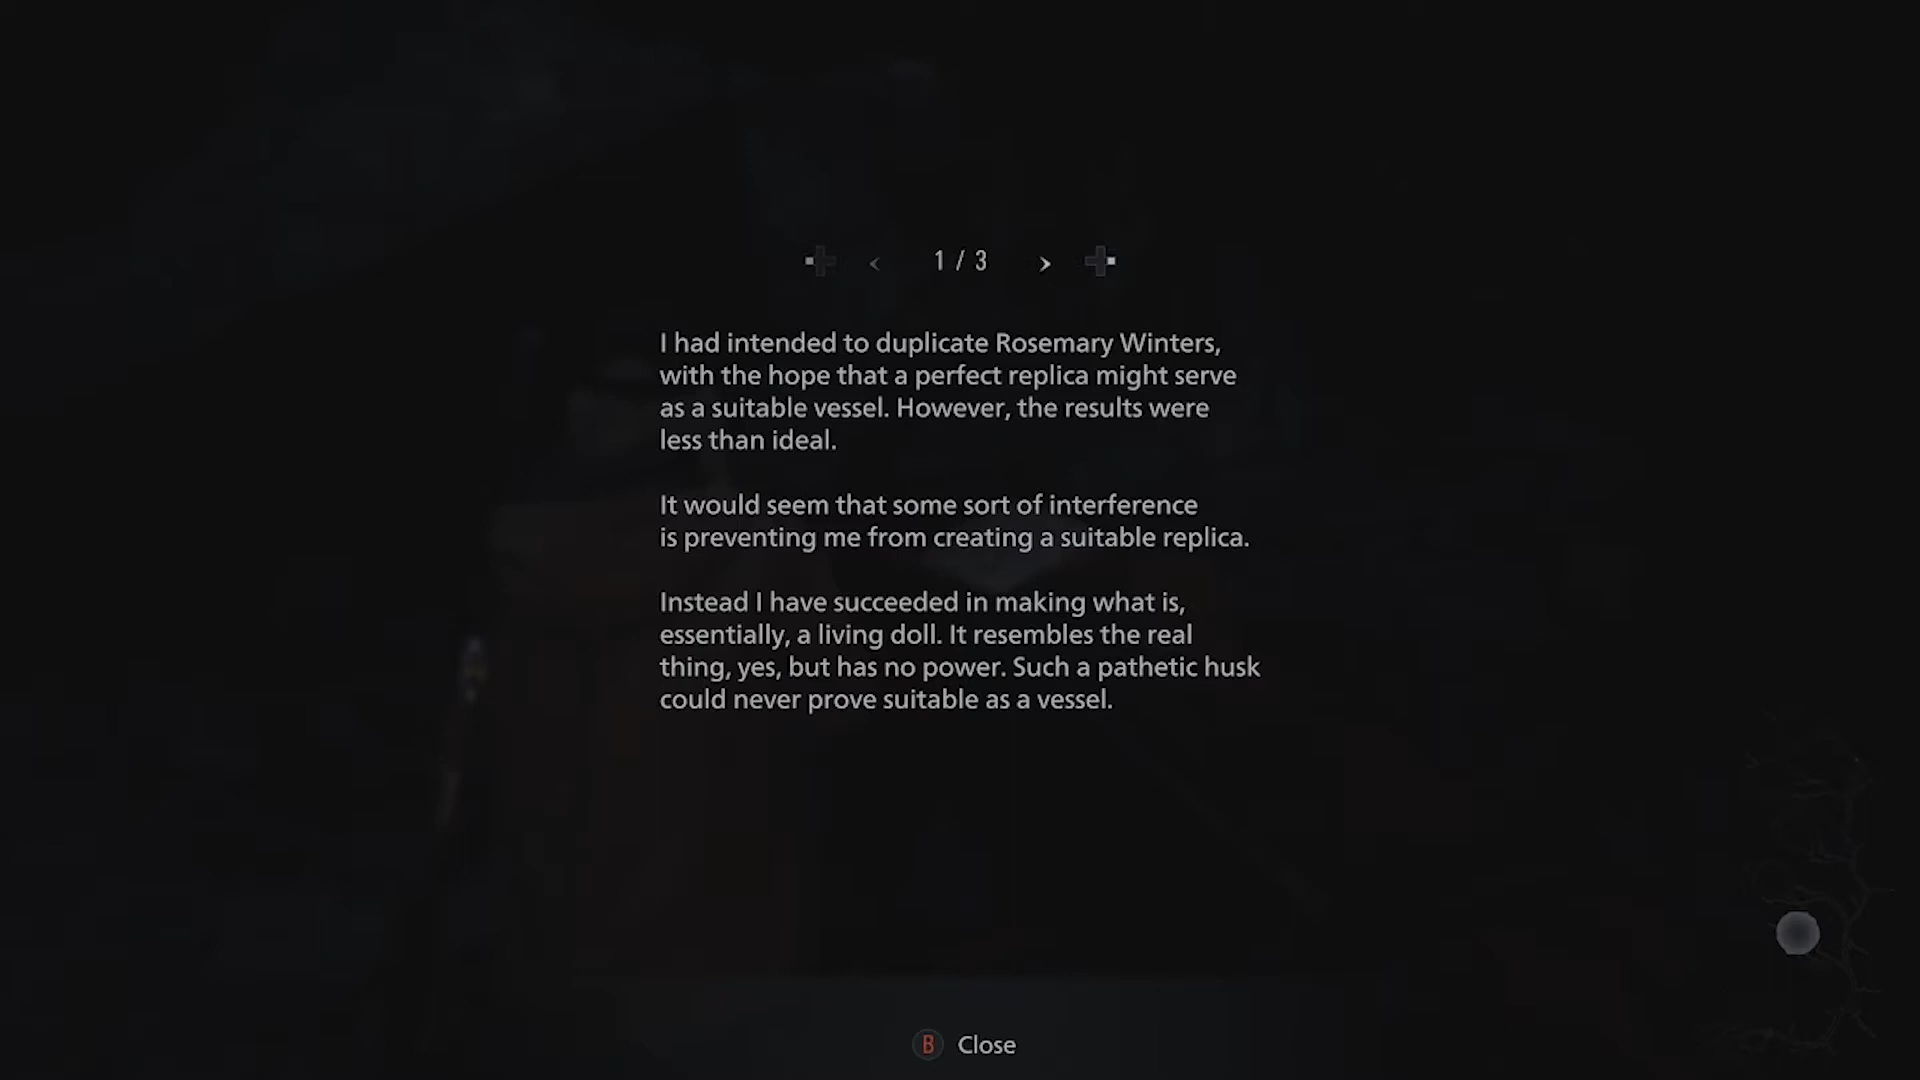 < 1 / 3 >
I had intended to duplicate Rosemary Winters,
with the hope that a perfect replica might serve
as a suitable vessel. However, the results were
less than ideal.
It would seem that some sort of interference
is preventing me from creating a suitable replica.
Instead I have succeeded in making what is,
essentially, a living doll. It resembles the real
thing, yes, but has no power. Such a pathetic husk
could never prove suitable as a vessel.
B Close